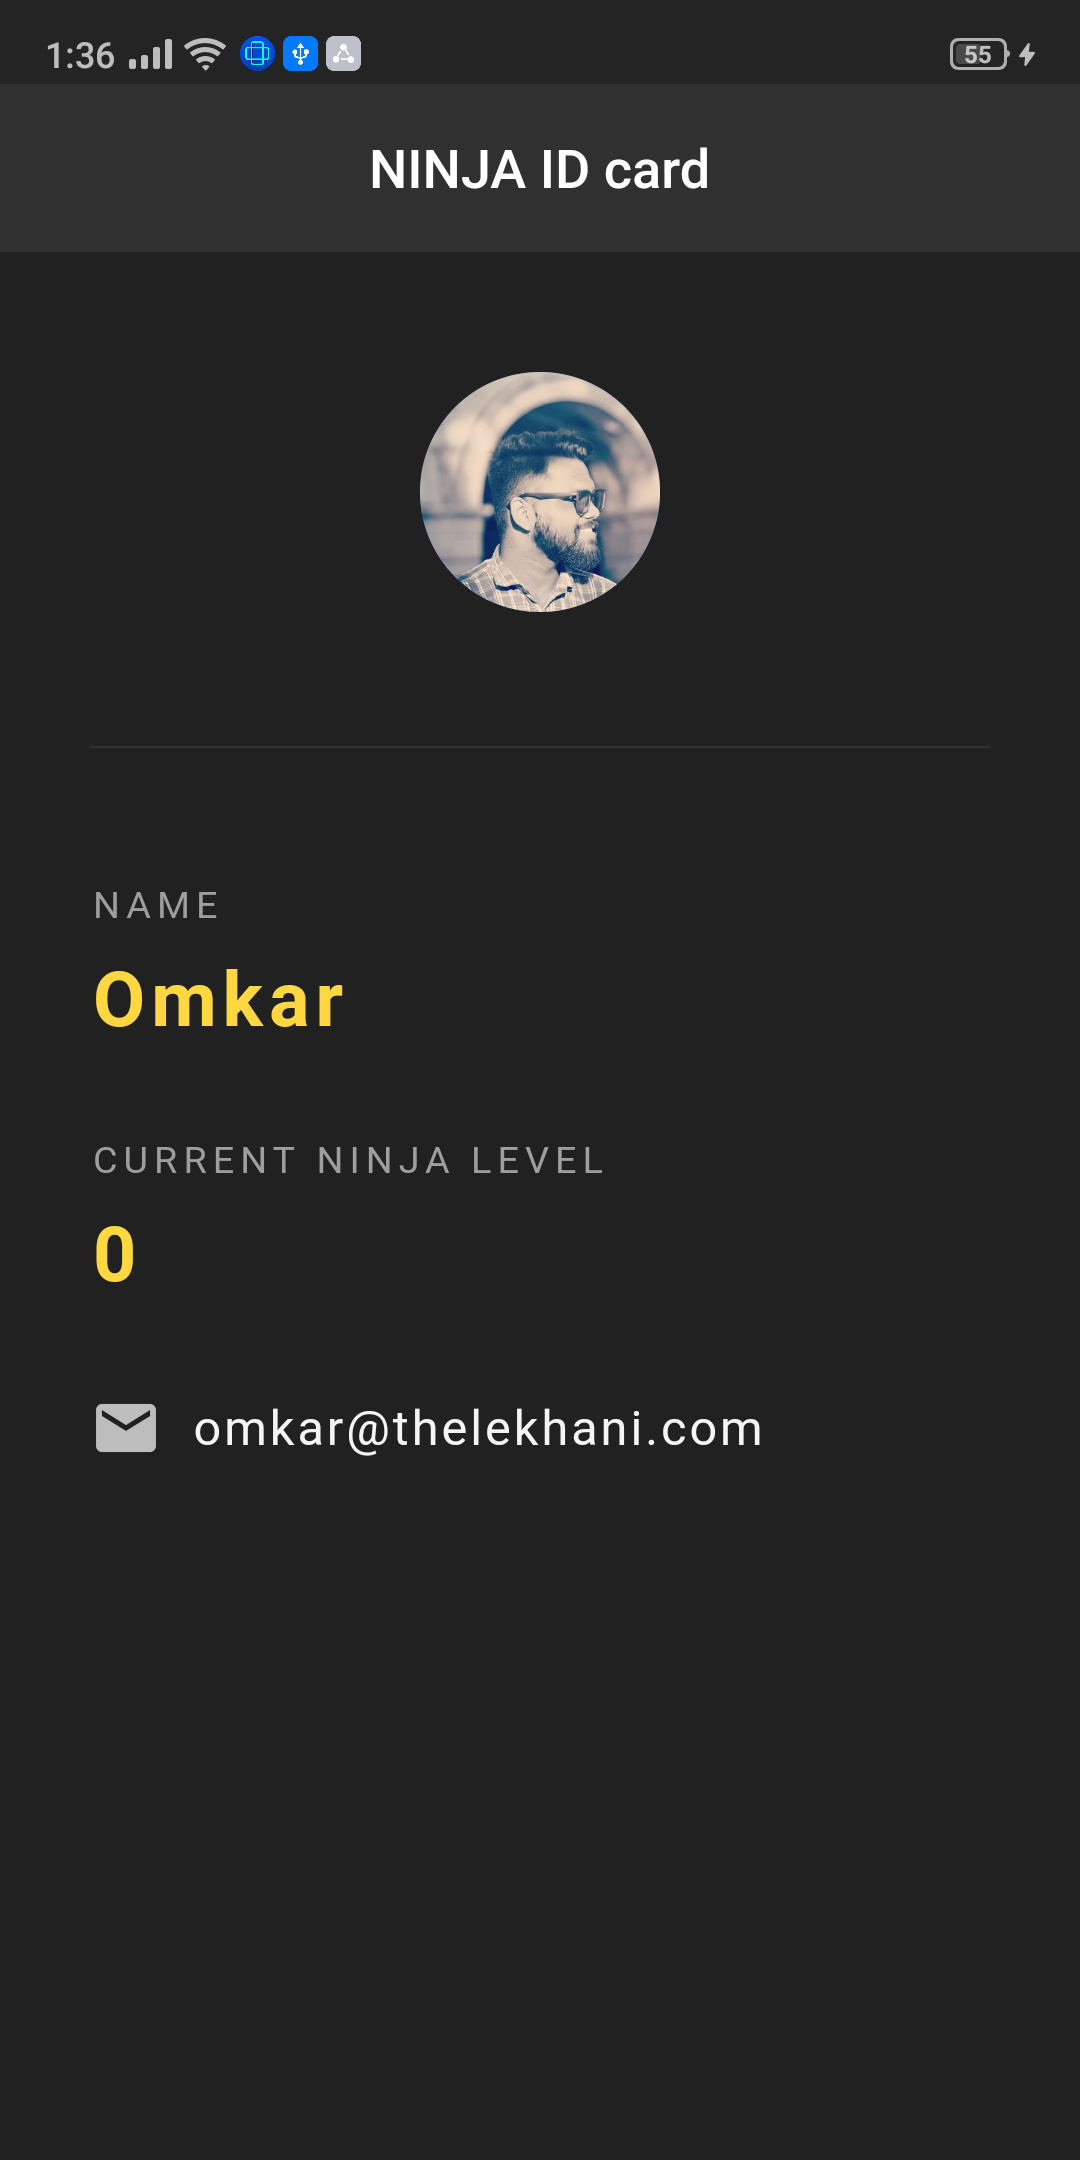 1:36
55
NINJA ID card
NAME
Omkar
CURRENT NINJA LEVEL
0
omkar@thelekhani.com